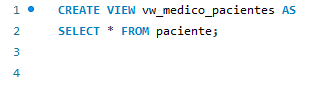 1 CREATE VIEW vw_medico_pacientes AS
2 SELECT * FROM paciente;
3
4